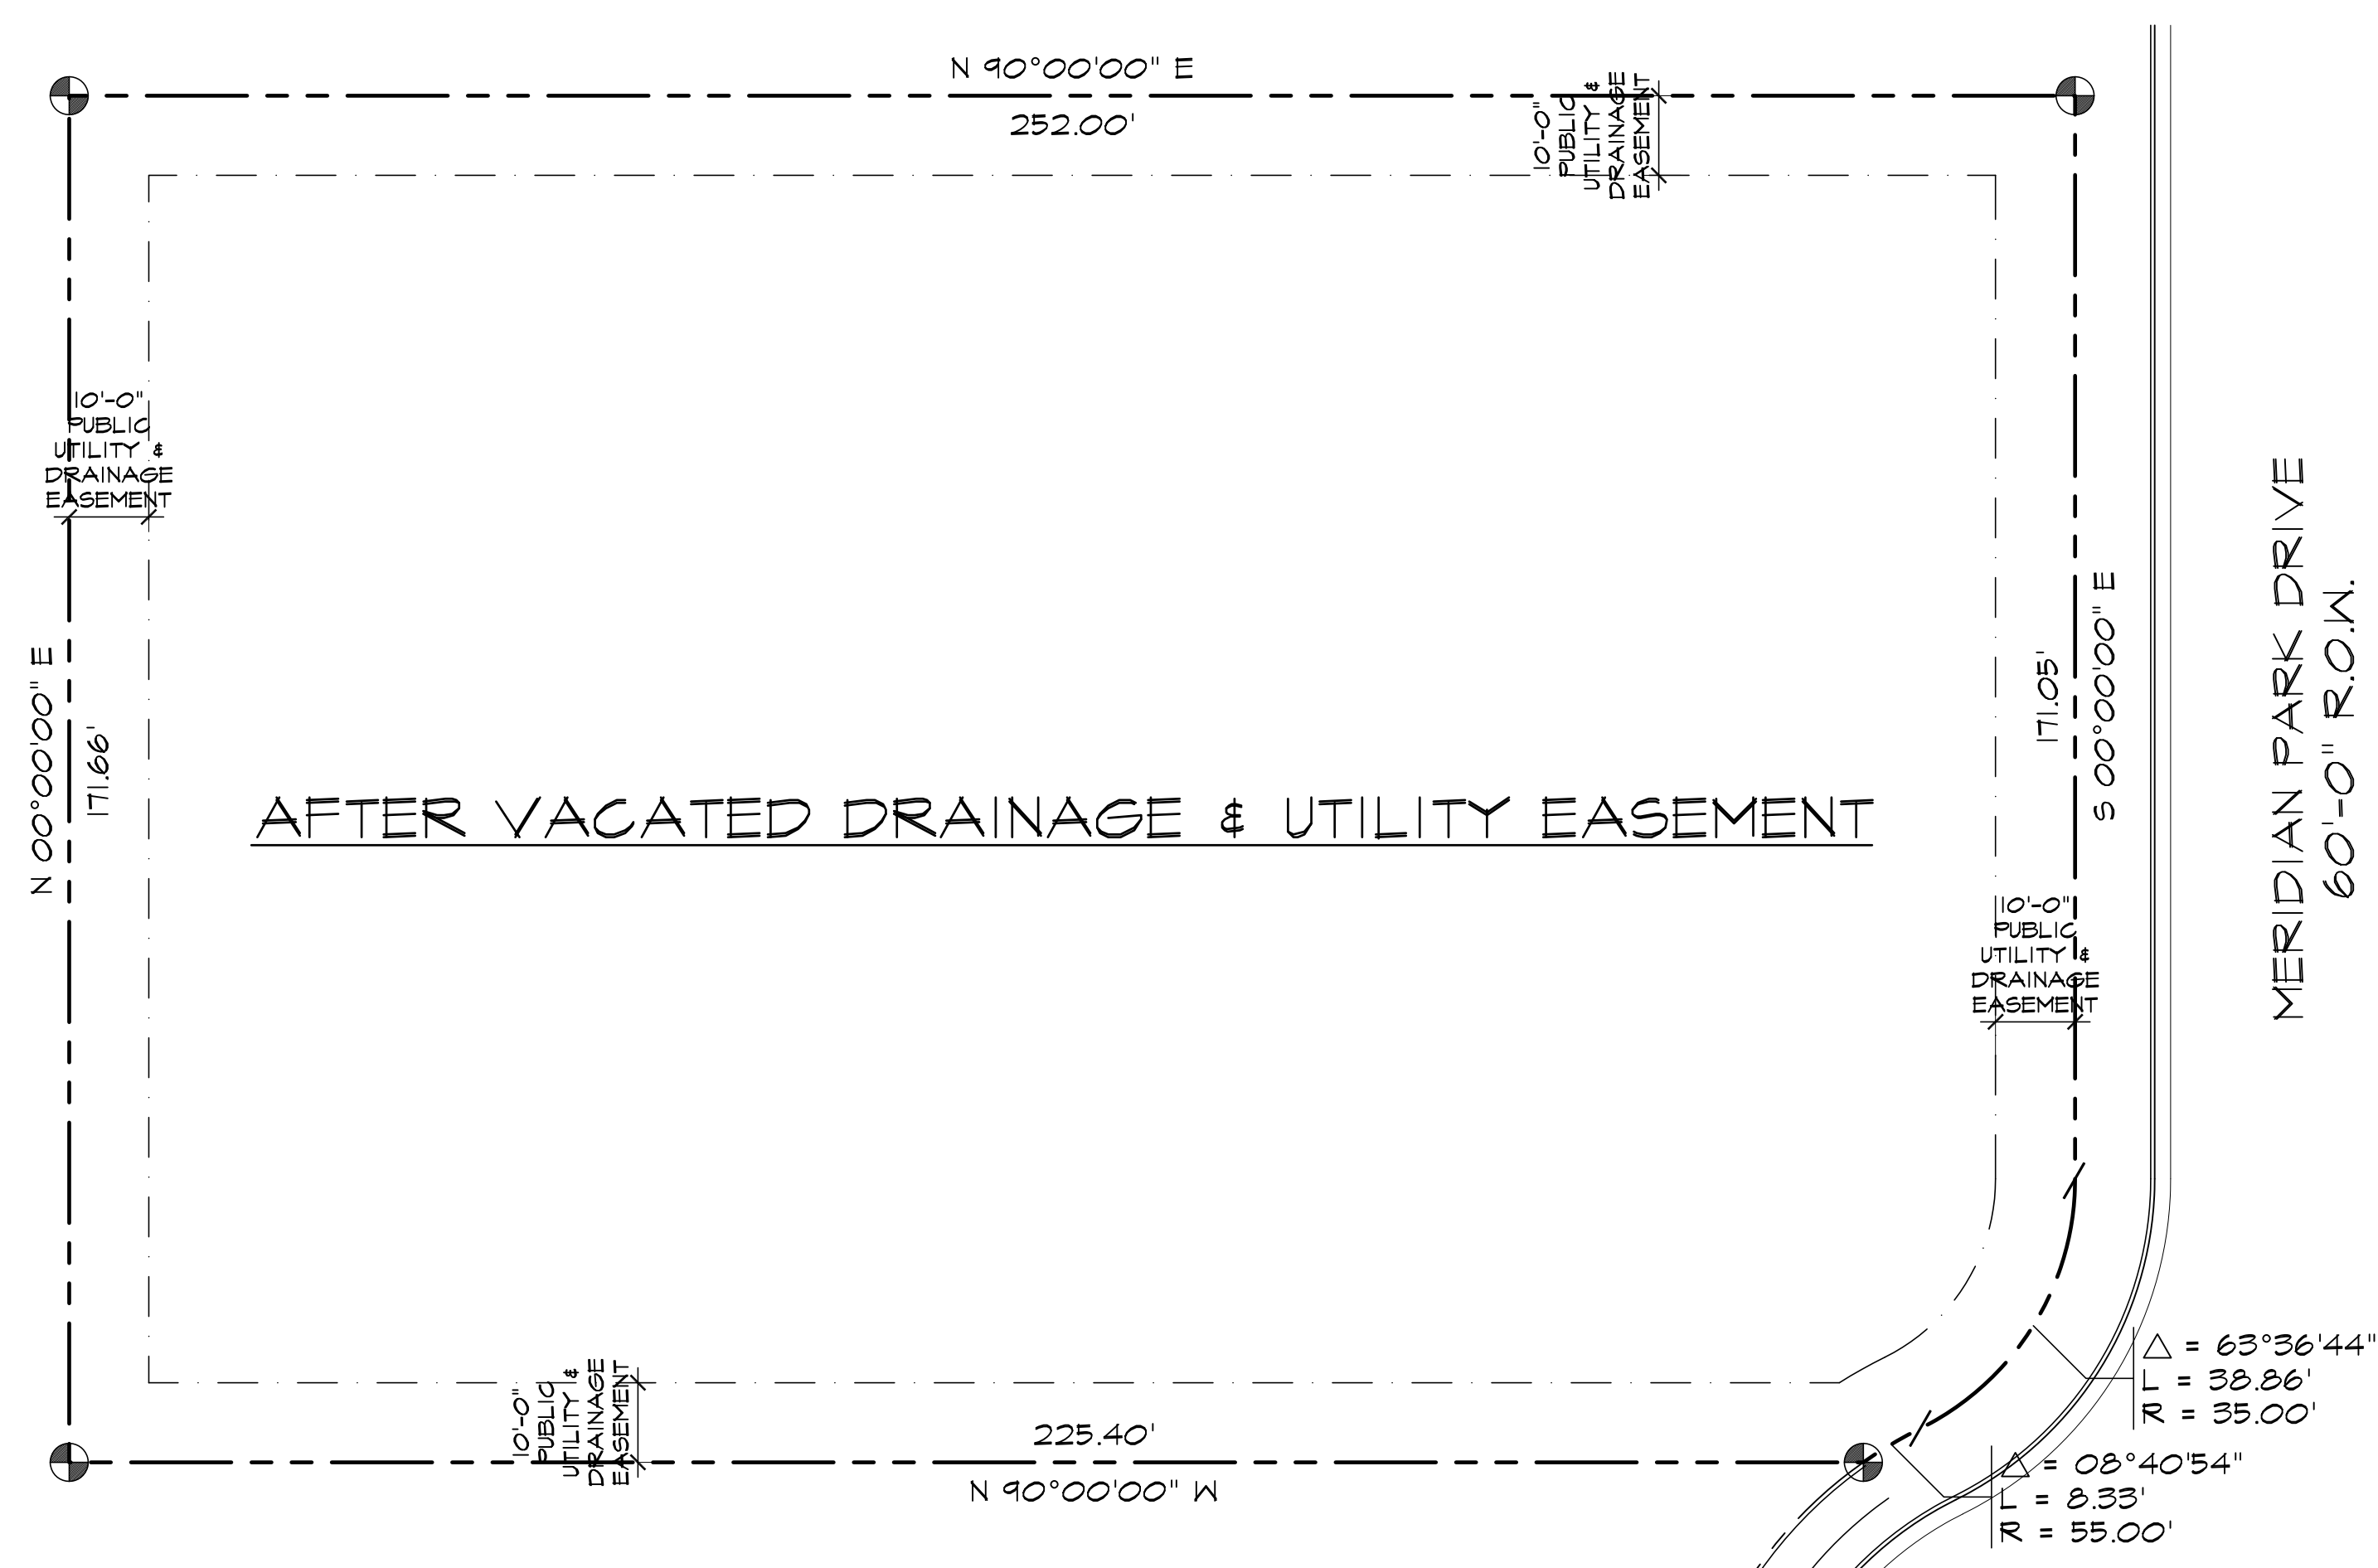 N 90°00'00" E
252.00'
10'-0"
PUBLIC
UTILITY &
DRAINAGE
EASEMENT
10'-0"
PUBLIC
UTILITY &
DRAINAGE
EASEMENT
N 00°00'00" E
171.66'
AFTER VACATED DRAINAGE & UTILITY EASEMENT
171.05'
S 00°00'00" E
MERIDIAN PARK DRIVE
60'-0" R.O.W.
10'-0"
PUBLIC
UTILITY &
DRAINAGE
EASEMENT
10'-0"
PUBLIC
UTILITY &
DRAINAGE
EASEMENT
225.40'
N 90°00'00" W
△ = 63°36'44"
L = 38.86'
R = 35.00'
△ = 08°40'54"
L = 8.33'
R = 55.00'